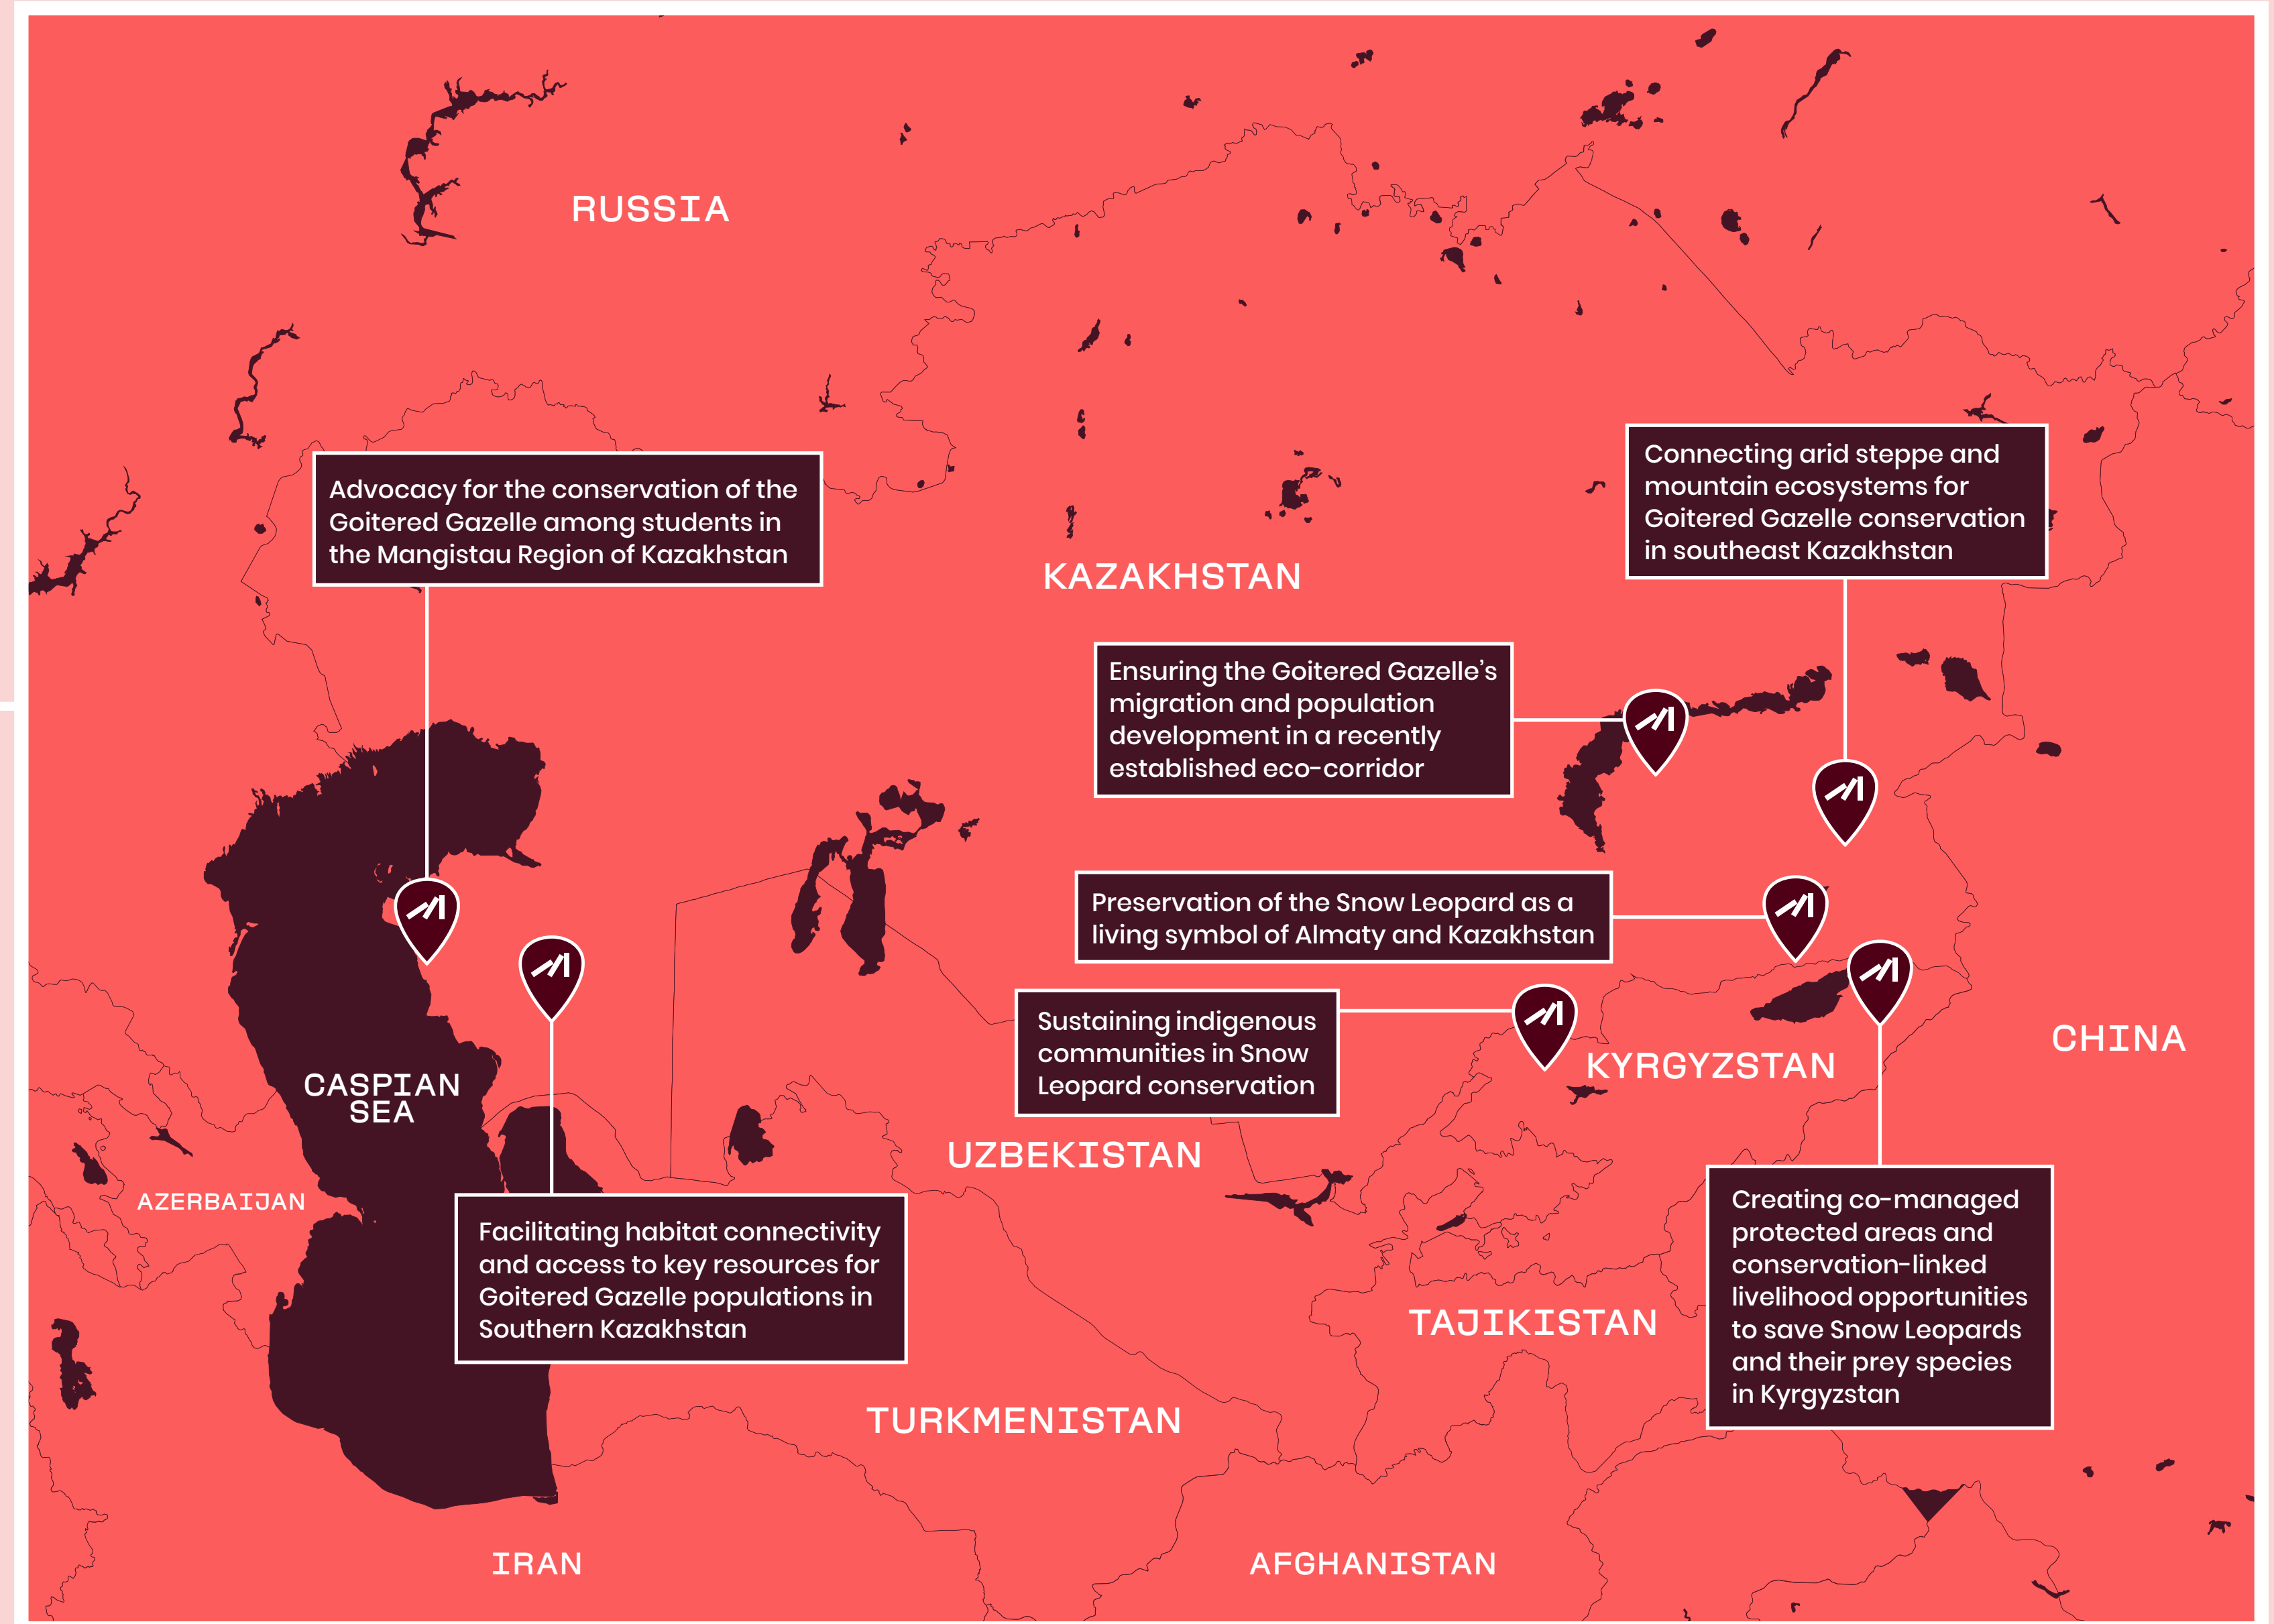 RUSSIA
Advocacy for the conservation of the
Goitered Gazelle among students in
the Mangistau Region of Kazakhstan
Connecting arid steppe and
mountain ecosystems for
Goitered Gazelle conservation
in southeast Kazakhstan
KAZAKHSTAN
Ensuring the Goitered Gazelle’s
migration and population
development in a recently
established eco-corridor
Preservation of the Snow Leopard as a
living symbol of Almaty and Kazakhstan
Sustaining indigenous
communities in Snow
Leopard conservation
CHINA
KYRGYZSTAN
CASPIAN
SEA
UZBEKISTAN
AZERBAIJAN
Facilitating habitat connectivity
and access to key resources for
Goitered Gazelle populations in
Southern Kazakhstan
Creating co-managed
protected areas and
conservation-linked
livelihood opportunities
to save Snow Leopards
and their prey species
in Kyrgyzstan
TAJIKISTAN
TURKMENISTAN
IRAN
AFGHANISTAN